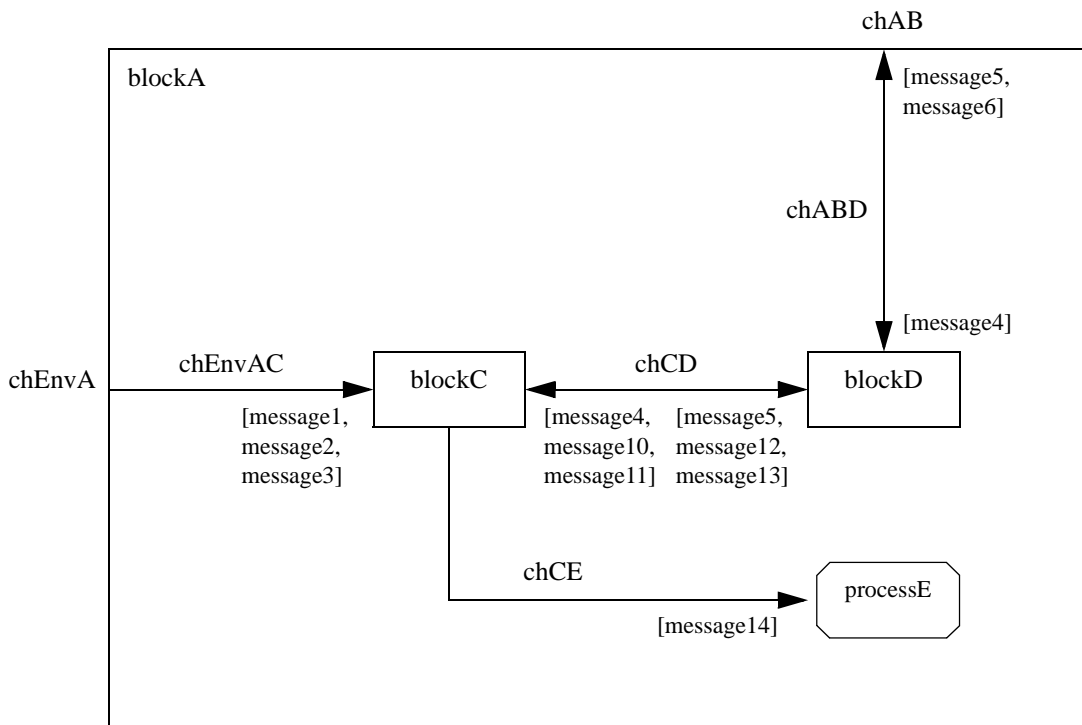 chAB
blockA
[message5,
message6]
chABD
[message4]
chEnvA
chEnvAC
blockC
chCD
blockD
[message1,
message2,
message3]
[message4,
message10,
message11]
[message5,
message12,
message13]
chCE
processE
[message14]